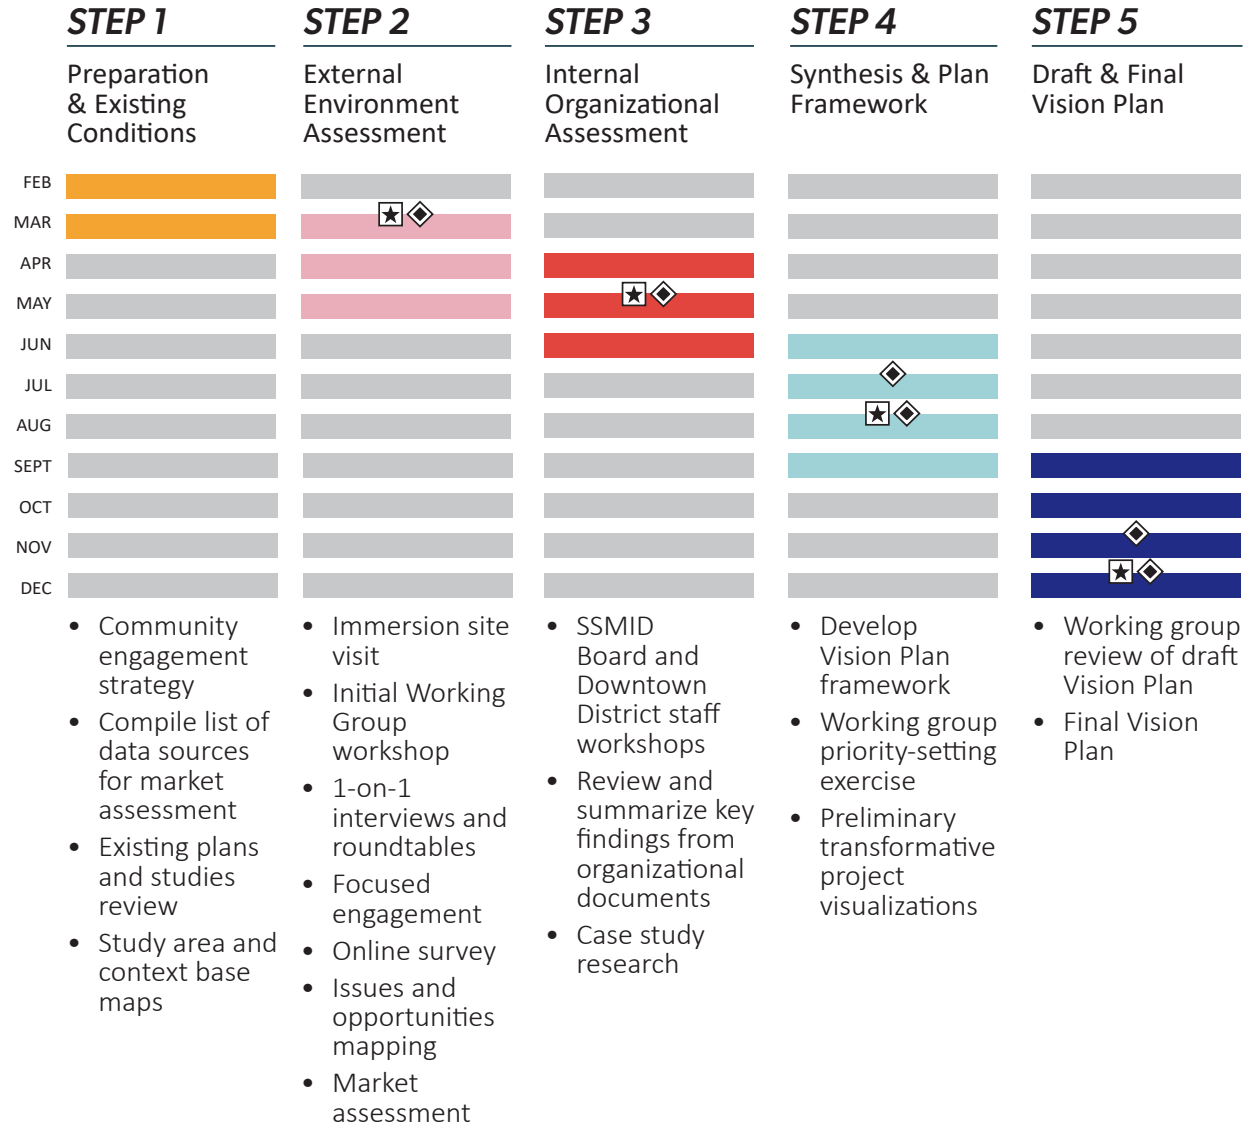 STEP 1
Preparation
& Existing
Conditions
STEP 2
External
Environment
Assessment
STEP 3
Internal
Organizational
Assessment
STEP 4
Synthesis & Plan
Framework
STEP 5
Draft & Final
Vision Plan
FEB
MAR
APR
MAY
JUN
JUL
AUG
SEPT
OCT
NOV
DEC
• Community
engagement
strategy
• Compile list of
data sources
for market
assessment
• Existing plans
and studies
review
• Study area and
context base
maps
• Immersion site
visit
• Initial Working
Group
workshop
• 1-on-1
interviews and
roundtables
• Focused
engagement
• Online survey
• Issues and
opportunities
mapping
• Market
assessment
• SSMID
Board and
Downtown
District staff
workshops
• Review and
summarize key
findings from
organizational
documents
• Case study
research
• Develop
Vision Plan
framework
• Working group
priority-setting
exercise
• Preliminary
transformative
project
visualizations
• Working group
review of draft
Vision Plan
• Final Vision
Plan